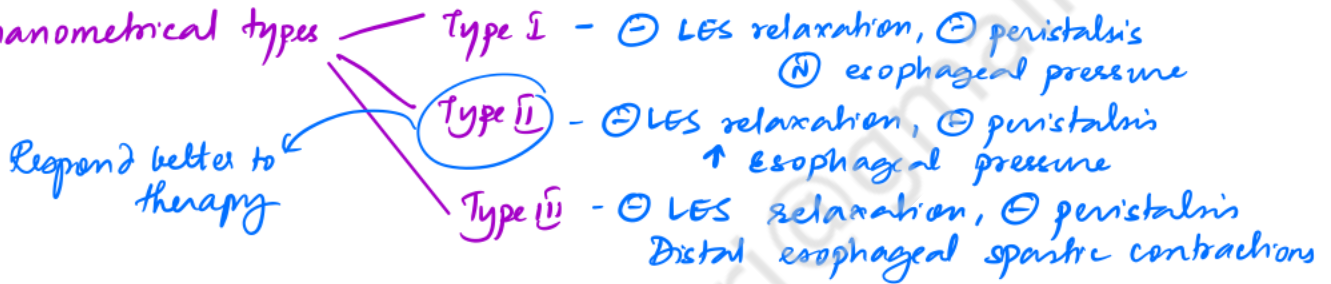 manometrical types
Type I - ⊖ LES relaxation, ⊖ peristalsis
Ⓝ esophageal pressure
Type II - ⊖ LES relaxation, ⊖ peristalsis
↑ Esophageal pressure
Respond better to
therapy
Type III - ⊖ LES relaxation, ⊖ peristalsis
Distal esophageal spastic contractions